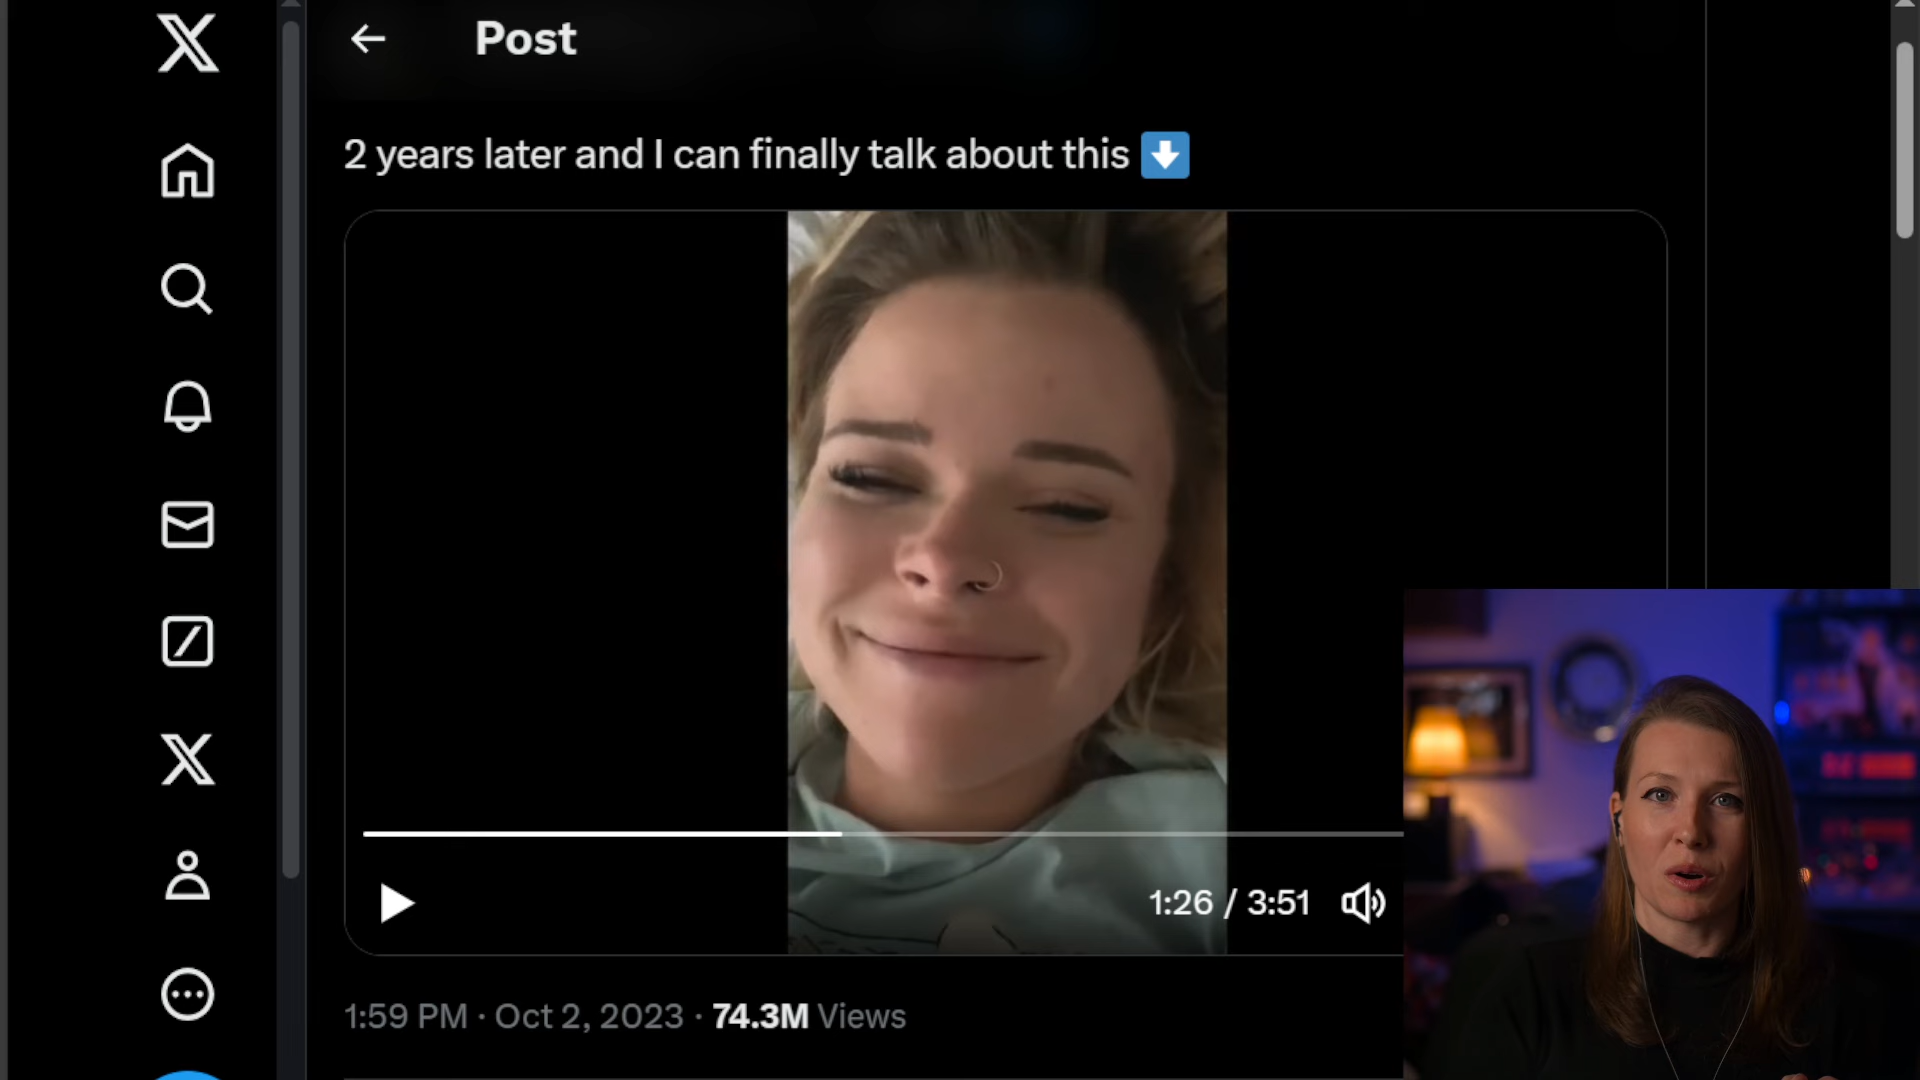 Post
2 years later and I can finally talk about this
1:26 / 3:51
1:59 PM · Oct 2, 2023 · 74.3M Views